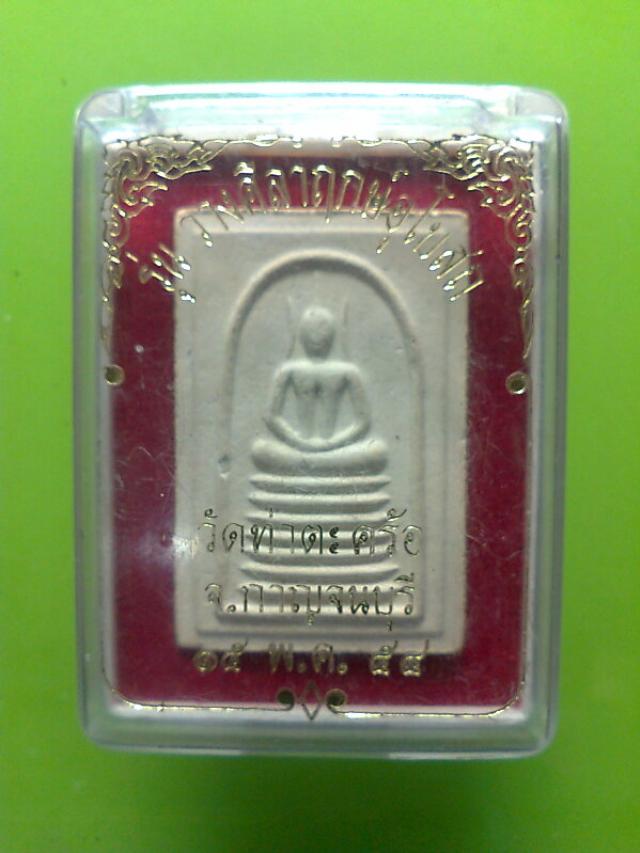 รุ่น วางศิลาฤกษ์อุโบสถ
วัดท่าตะคร้อ
จ.กาญจนบุรี
๑๕ พ.ค. ๕๕